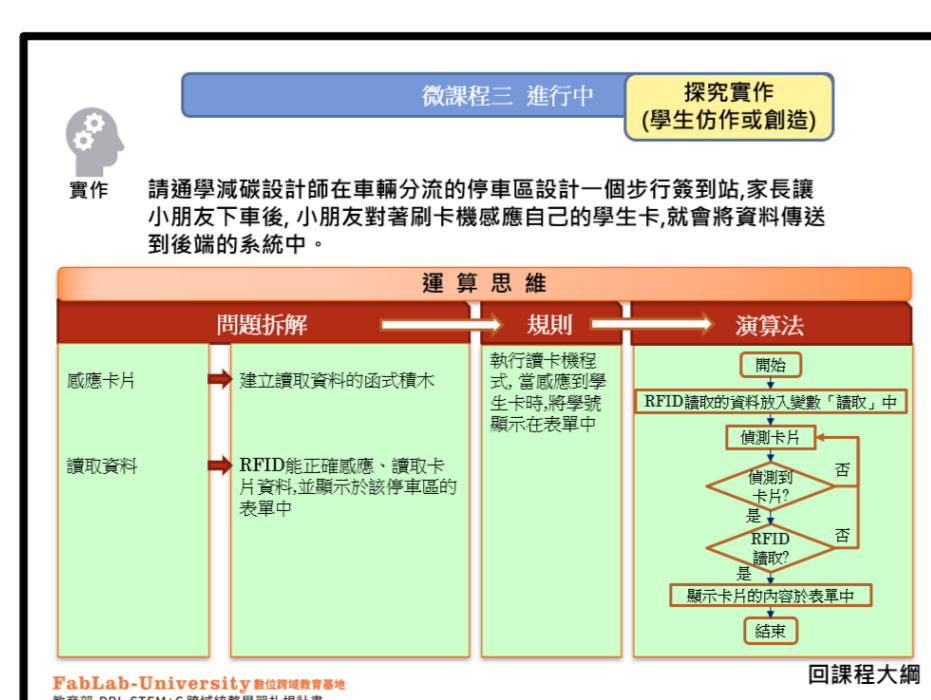 微課程三 進行中
探究實作
(學生仿作或創造)
實作
請通學減碳設計師在車輛分流的停車區設計一個步行簽到站,家長讓
小朋友下車後, 小朋友對著刷卡機感應自己的學生卡,就會將資料傳送
到後端的系統中。
運 算 思 維
問題拆解
規則
演算法
感應卡片
建立讀取資料的函式積木
讀取資料
RFID能正確感應、讀取卡
片資料,並顯示於該停車區的
表單中
執行讀卡機程
式, 當感應到學
生卡時,將學號
顯示在表單中
開始
RFID讀取的資料放入變數「讀取」中
偵測卡片
偵測到
卡片?
否
是
RFID
讀取?
否
是
顯示卡片的內容於表單中
結束
回課程大綱
FabLab-University 數位跨域教育基地